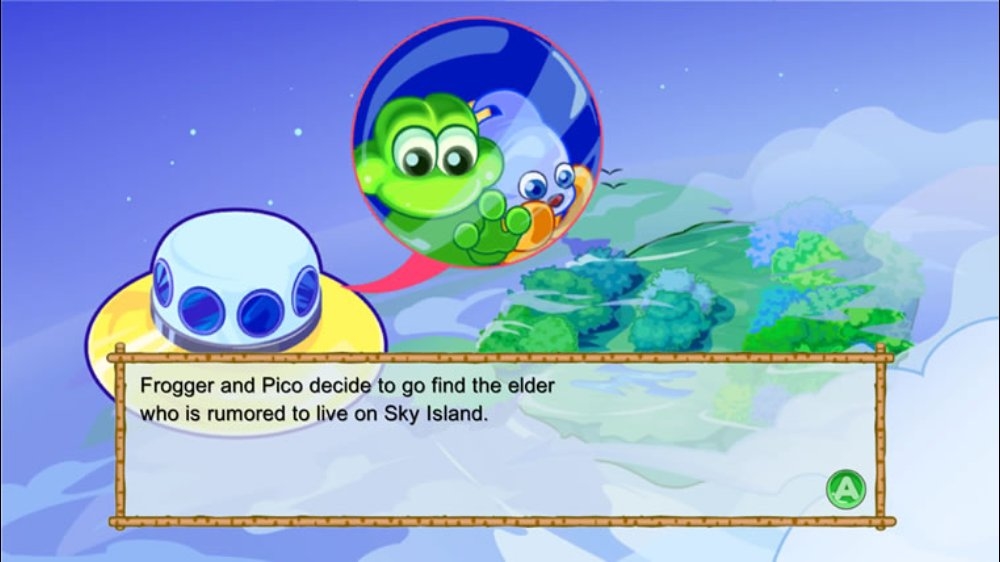 Frogger and Pico decide to go find the elder
who is rumored to live on Sky Island.
A